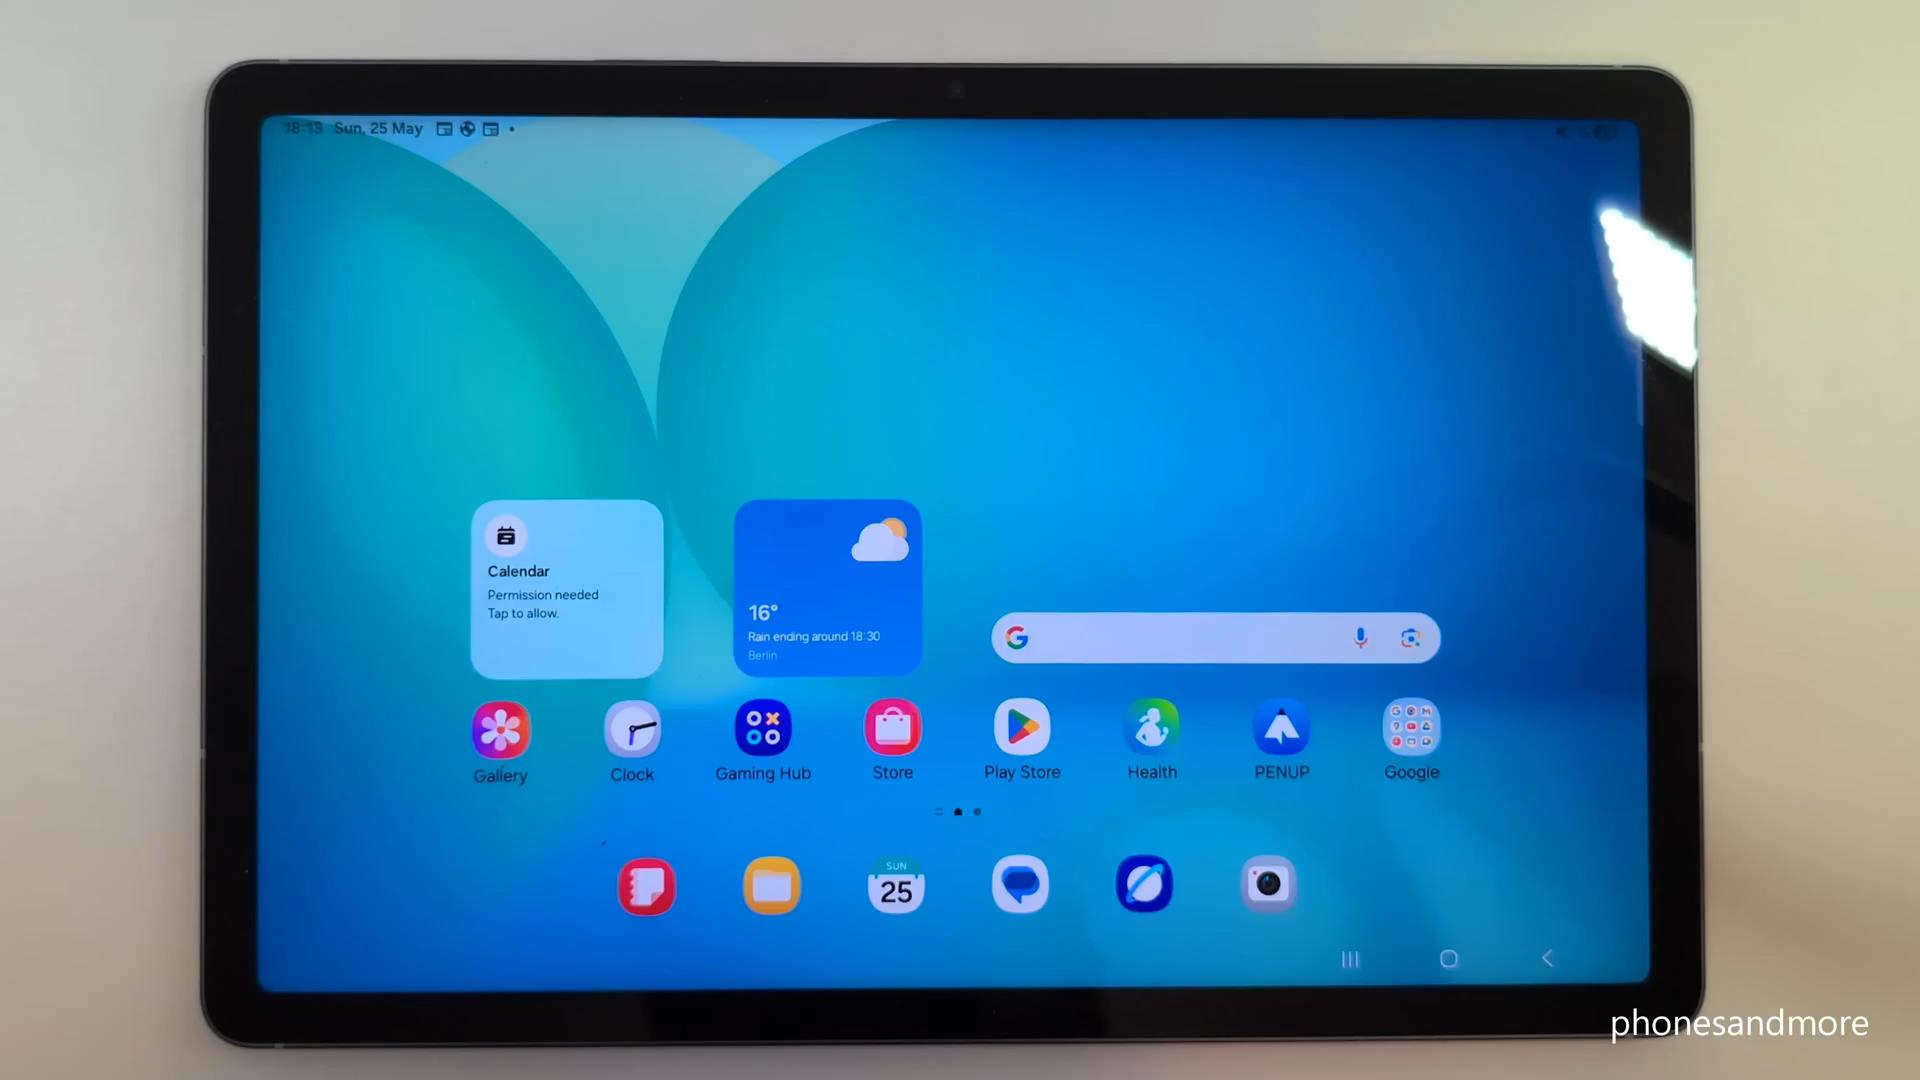 18:13 Sun, 25 May
Calendar
Permission needed
Tap to allow.
16°
Rain ending around 18:30
Berlin
Gallery
Clock
Gaming Hub
Store
Play Store
Health
PENUP
Google
SUN
25
phonesandmore